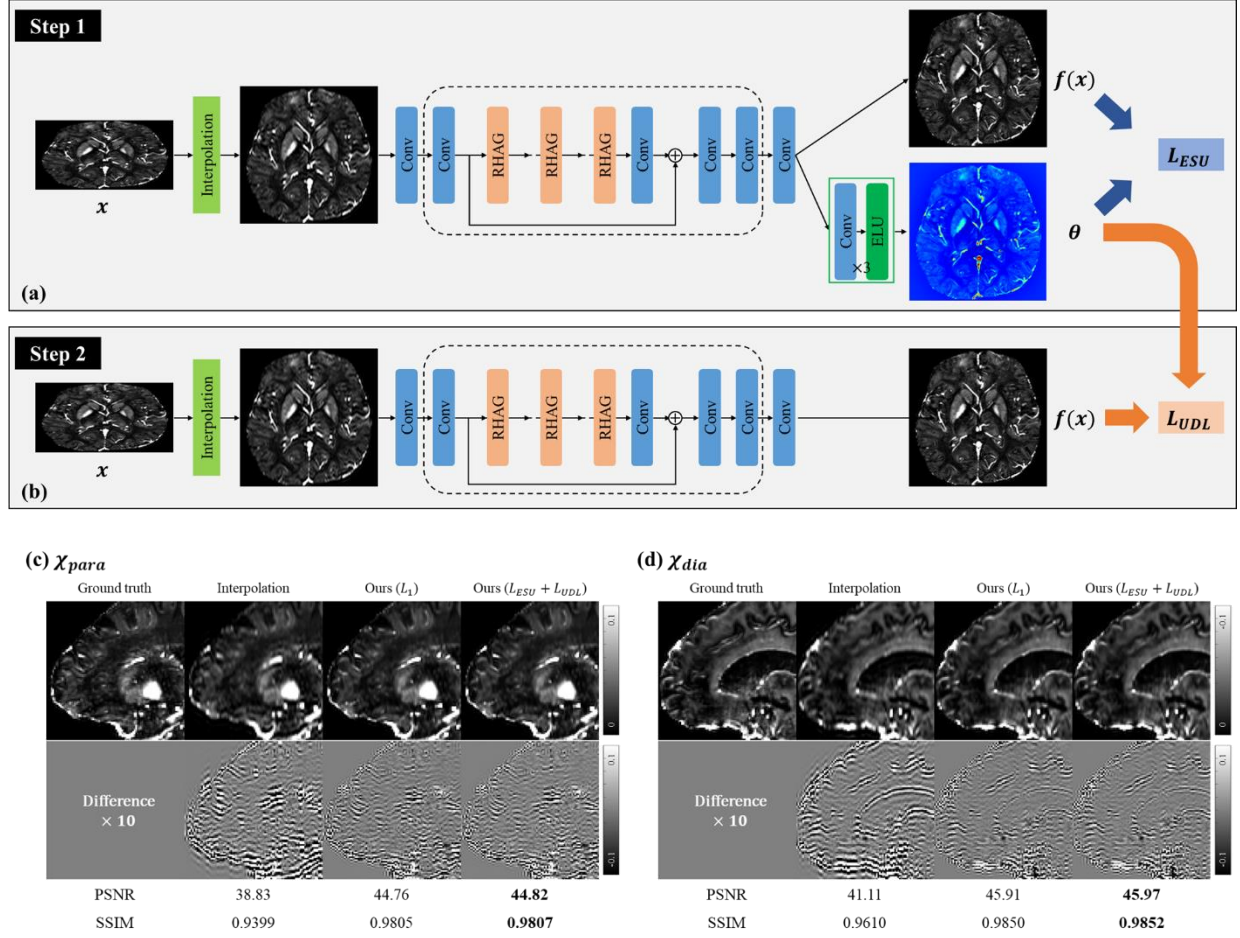 Step 1
x
Interpolation
Conv
Conv
RHAG
RHAG
RHAG
Conv
Conv
Conv
Conv
f(x)
L_ESU
Conv
ELU
×3
θ
(a)
Step 2
x
Interpolation
Conv
Conv
RHAG
RHAG
RHAG
Conv
Conv
Conv
Conv
f(x)
L_UDL
(b)
(c) χ_para
Ground truth Interpolation Ours (L_1) Ours (L_ESU + L_UDL)
0.1
0
Difference
× 10
0.1
-0.1
PSNR 38.83 44.76 44.82
SSIM 0.9399 0.9805 0.9807
(d) χ_dia
Ground truth Interpolation Ours (L_1) Ours (L_ESU + L_UDL)
-0.1
0
Difference
× 10
0.1
-0.1
PSNR 41.11 45.91 45.97
SSIM 0.9610 0.9850 0.9852